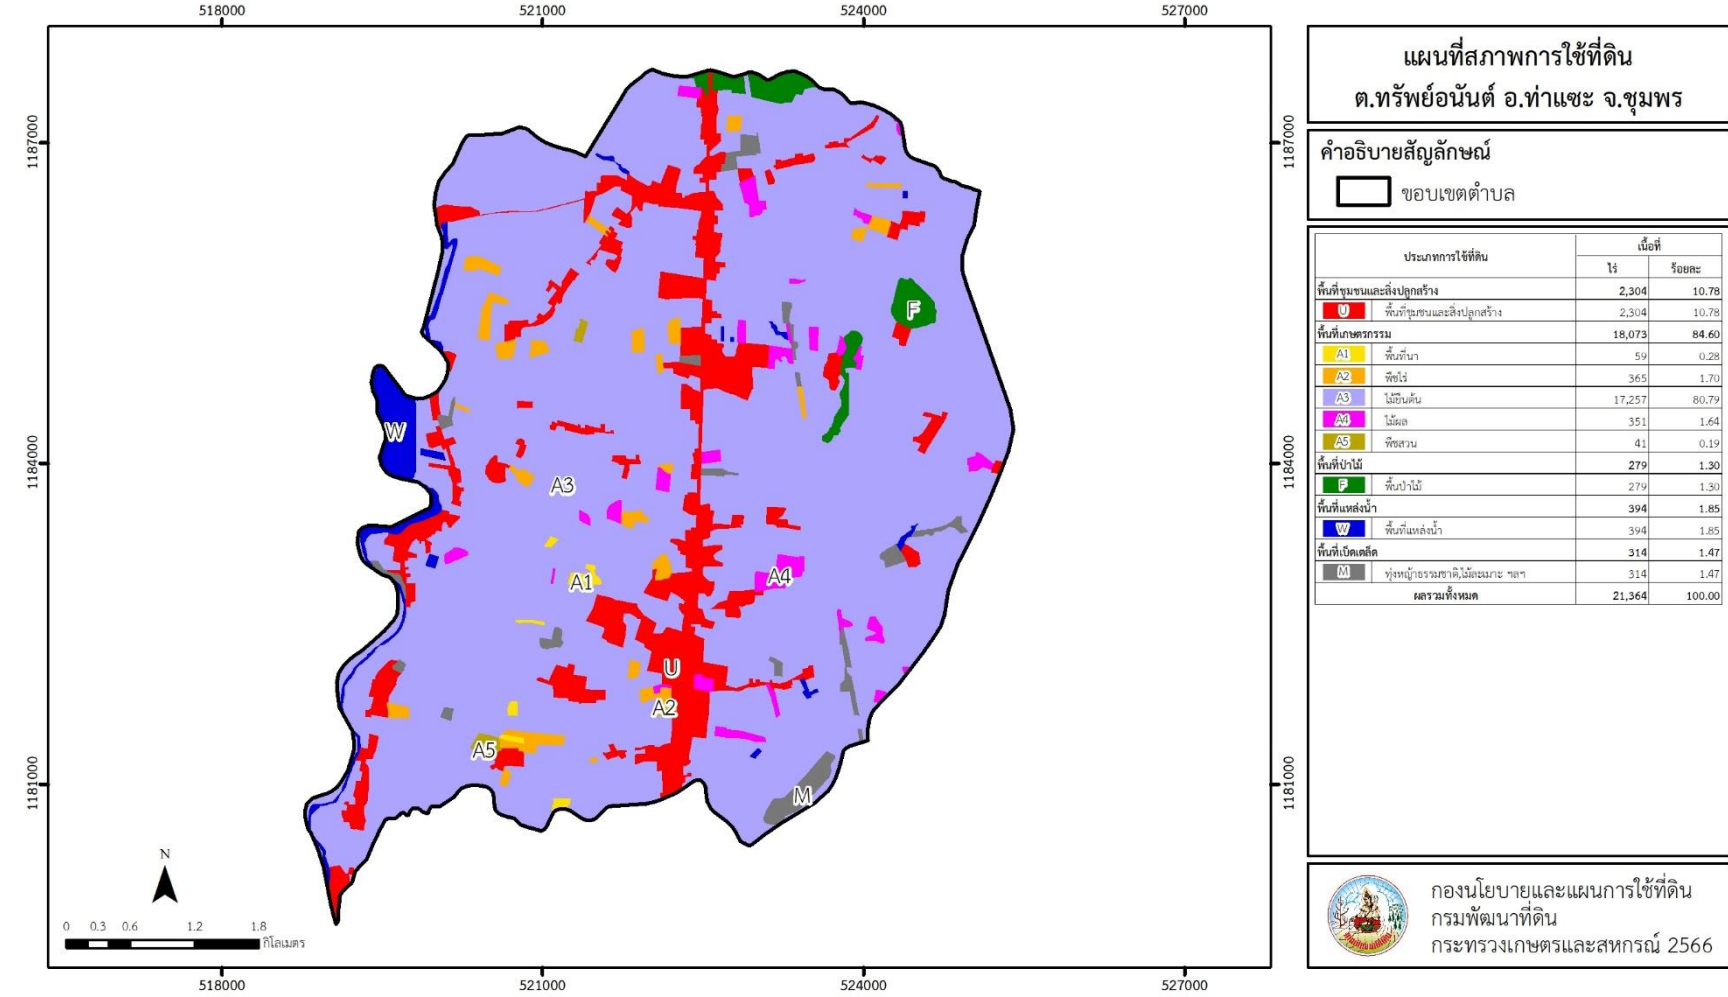 518000 521000 524000 527000
1187000 1187000
1184000 1184000
1181000 1181000
F
W
A3
A1
A4
U
A2
A5
M
N
0 0.3 0.6 1.2 1.8
กิโลเมตร
518000 521000 524000 527000
แผนที่สภาพการใช้ที่ดิน
ต.ทรัพย์อนันต์ อ.ท่าแซะ จ.ชุมพร
คำอธิบายสัญลักษณ์
ขอบเขตตำบล
ประเภทการใช้ที่ดิน เนื้อที่
ไร่ ร้อยละ
พื้นที่ชุมชนและสิ่งปลูกสร้าง 2,304 10.78
U พื้นที่ชุมชนและสิ่งปลูกสร้าง 2,304 10.78
พื้นที่เกษตรกรรม 18,073 84.60
A1 พื้นที่นา 59 0.28
A2 พืชไร่ 365 1.70
A3 ไม้ยืนต้น 17,257 80.79
A4 ไม้ผล 351 1.64
A5 พืชสวน 41 0.19
พื้นที่ป่าไม้ 279 1.30
F พื้นป่าไม้ 279 1.30
พื้นที่แหล่งน้ำ 394 1.85
W พื้นที่แหล่งน้ำ 394 1.85
พื้นที่เบ็ดเตล็ด 314 1.47
M ทุ่งหญ้าธรรมชาติ,ไม้ละเมาะ ฯลฯ 314 1.47
ผลรวมทั้งหมด 21,364 100.00
กองนโยบายและแผนการใช้ที่ดิน
กรมพัฒนาที่ดิน
กระทรวงเกษตรและสหกรณ์ 2566